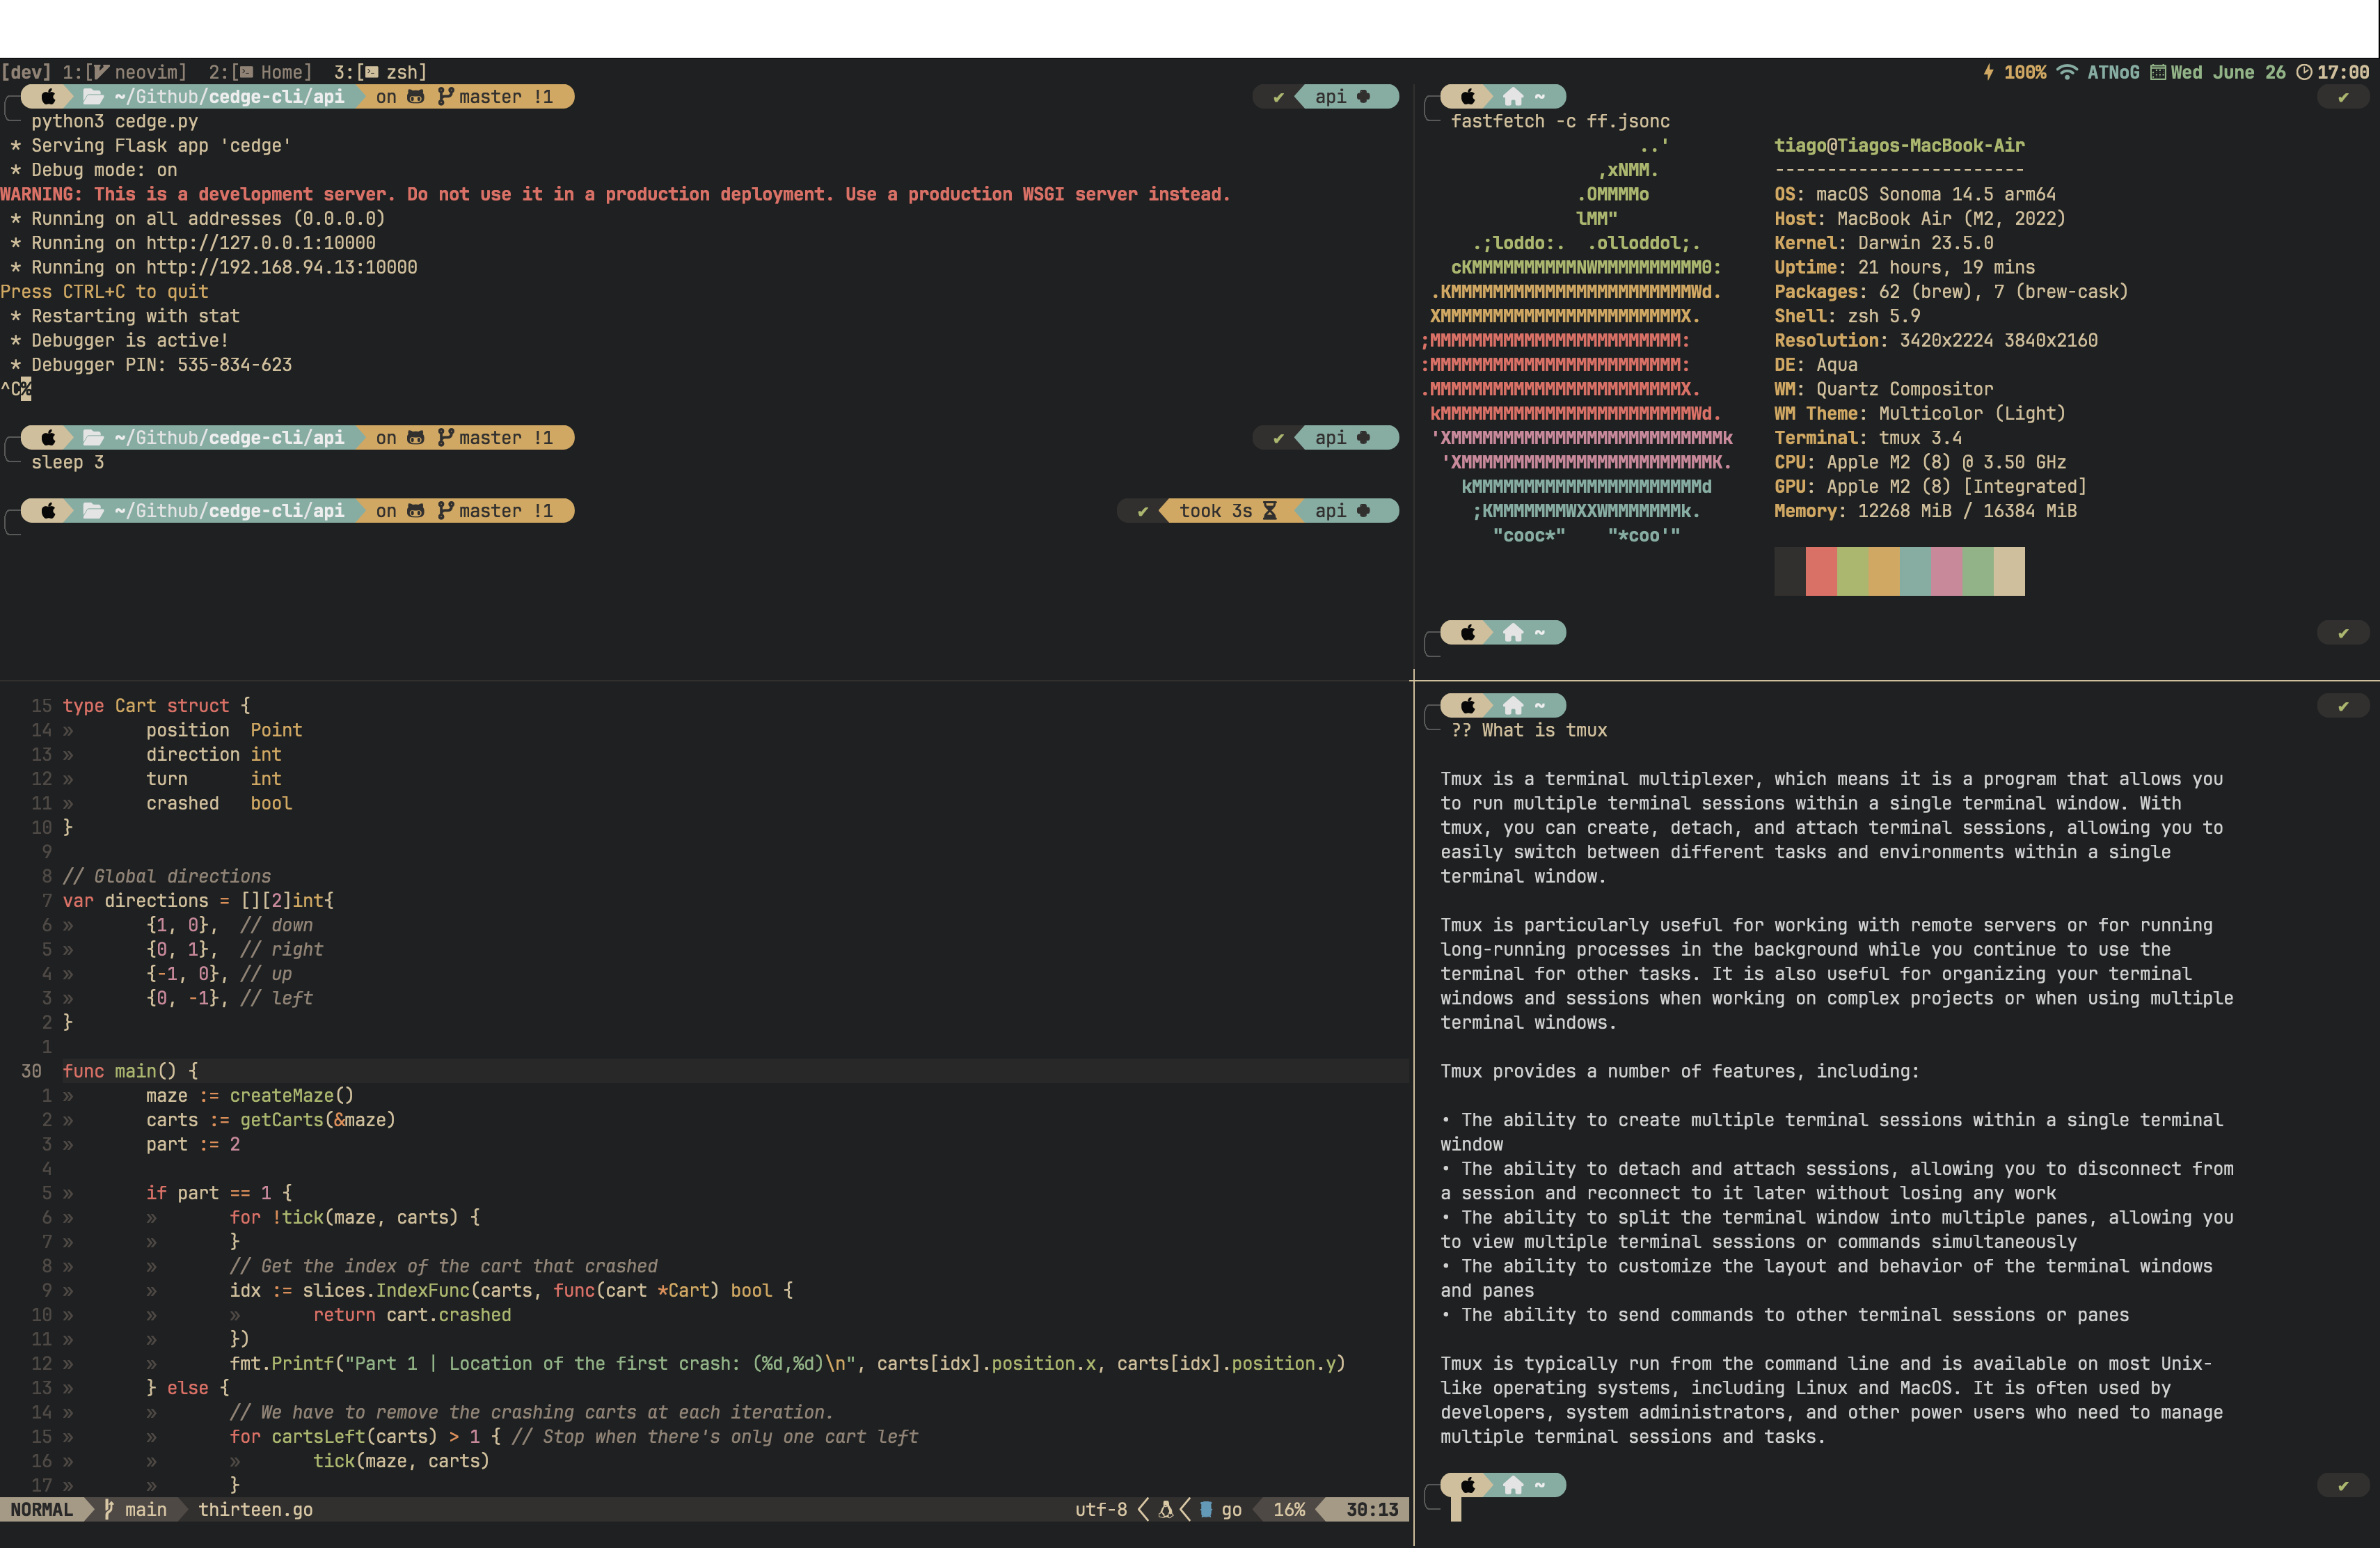 [dev] 1:[ neovim] 2:[ Home] 3:[ zsh]
100% ATNoG Wed June 26 17:00
~/Github/cedge-cli/api on master !1
✔ api
python3 cedge.py
* Serving Flask app 'cedge'
* Debug mode: on
WARNING: This is a development server. Do not use it in a production deployment. Use a production WSGI server instead.
* Running on all addresses (0.0.0.0)
* Running on http://127.0.0.1:10000
* Running on http://192.168.94.13:10000
Press CTRL+C to quit
* Restarting with stat
* Debugger is active!
* Debugger PIN: 535-834-623
^C%
~/Github/cedge-cli/api on master !1
✔ api
sleep 3
~/Github/cedge-cli/api on master !1
✔ took 3s api
~ ✔
fastfetch -c ff.jsonc
..'
,xNMM.
.OMMMMo
lMM"
.;loddo:. .olloddol;.
cKMMMMMMMMMMNWMMMMMMMMMM0:
.KMMMMMMMMMMMMMMMMMMMMMMMWd.
XMMMMMMMMMMMMMMMMMMMMMMMX.
;MMMMMMMMMMMMMMMMMMMMMMMM:
:MMMMMMMMMMMMMMMMMMMMMMMM:
.MMMMMMMMMMMMMMMMMMMMMMMMX.
kMMMMMMMMMMMMMMMMMMMMMMMMWd.
'XMMMMMMMMMMMMMMMMMMMMMMMMMMk
'XMMMMMMMMMMMMMMMMMMMMMMMMK.
kMMMMMMMMMMMMMMMMMMMMMMd
;KMMMMMMMWXXWMMMMMMMk.
"cooc*" "*coo'"
tiago@Tiagos-MacBook-Air
------------------------
OS: macOS Sonoma 14.5 arm64
Host: MacBook Air (M2, 2022)
Kernel: Darwin 23.5.0
Uptime: 21 hours, 19 mins
Packages: 62 (brew), 7 (brew-cask)
Shell: zsh 5.9
Resolution: 3420x2224 3840x2160
DE: Aqua
WM: Quartz Compositor
WM Theme: Multicolor (Light)
Terminal: tmux 3.4
CPU: Apple M2 (8) @ 3.50 GHz
GPU: Apple M2 (8) [Integrated]
Memory: 12268 MiB / 16384 MiB
~ ✔
15 type Cart struct {
14 » position Point
13 » direction int
12 » turn int
11 » crashed bool
10 }
9
8 // Global directions
7 var directions = [][2]int{
6 » {1, 0}, // down
5 » {0, 1}, // right
4 » {-1, 0}, // up
3 » {0, -1}, // left
2 }
1
30 func main() {
1 » maze := createMaze()
2 » carts := getCarts(&maze)
3 » part := 2
4
5 » if part == 1 {
6 » » for !tick(maze, carts) {
7 » » }
8 » » // Get the index of the cart that crashed
9 » » idx := slices.IndexFunc(carts, func(cart *Cart) bool {
10 » » » return cart.crashed
11 » » })
12 » » fmt.Printf("Part 1 | Location of the first crash: (%d,%d)\n", carts[idx].position.x, carts[idx].position.y)
13 » } else {
14 » » // We have to remove the crashing carts at each iteration.
15 » » for cartsLeft(carts) > 1 { // Stop when there's only one cart left
16 » » » tick(maze, carts)
17 » » }
NORMAL main thirteen.go utf-8 go 16% 30:13
~ ✔
?? What is tmux
Tmux is a terminal multiplexer, which means it is a program that allows you
to run multiple terminal sessions within a single terminal window. With
tmux, you can create, detach, and attach terminal sessions, allowing you to
easily switch between different tasks and environments within a single
terminal window.
Tmux is particularly useful for working with remote servers or for running
long-running processes in the background while you continue to use the
terminal for other tasks. It is also useful for organizing your terminal
windows and sessions when working on complex projects or when using multiple
terminal windows.
Tmux provides a number of features, including:
• The ability to create multiple terminal sessions within a single terminal
window
• The ability to detach and attach sessions, allowing you to disconnect from
a session and reconnect to it later without losing any work
• The ability to split the terminal window into multiple panes, allowing you
to view multiple terminal sessions or commands simultaneously
• The ability to customize the layout and behavior of the terminal windows
and panes
• The ability to send commands to other terminal sessions or panes
Tmux is typically run from the command line and is available on most Unix-
like operating systems, including Linux and MacOS. It is often used by
developers, system administrators, and other power users who need to manage
multiple terminal sessions and tasks.
~ ✔